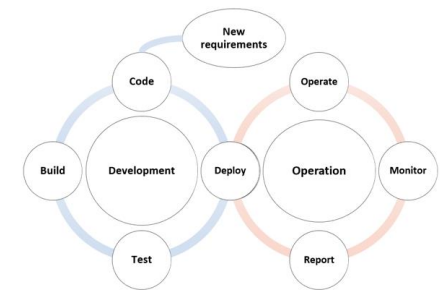 New
requirements
Code
Operate
Build
Development
Deploy
Operation
Monitor
Test
Report